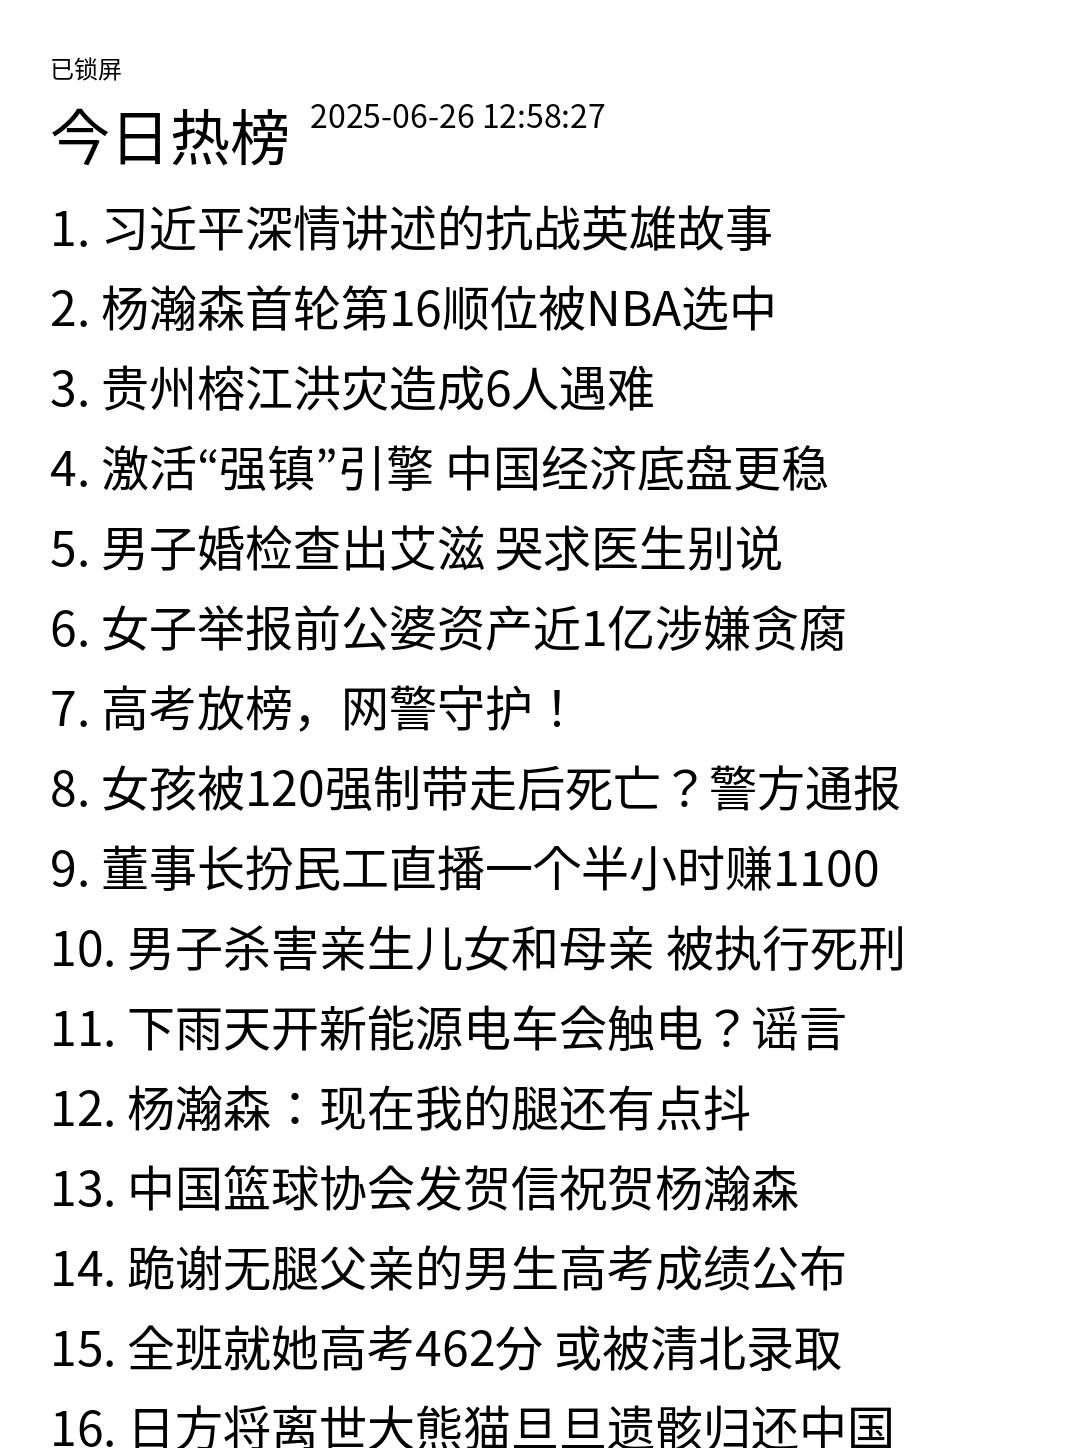 已锁屏
今日热榜 2025-06-26 12:58:27
1. 习近平深情讲述的抗战英雄故事
2. 杨瀚森首轮第16顺位被NBA选中
3. 贵州榕江洪灾造成6人遇难
4. 激活“强镇”引擎 中国经济底盘更稳
5. 男子婚检查出艾滋 哭求医生别说
6. 女子举报前公婆资产近1亿涉嫌贪腐
7. 高考放榜，网警守护！
8. 女孩被120强制带走后死亡？警方通报
9. 董事长扮民工直播一个半小时赚1100
10. 男子杀害亲生儿女和母亲 被执行死刑
11. 下雨天开新能源电车会触电？谣言
12. 杨瀚森：现在我的腿还有点抖
13. 中国篮球协会发贺信祝贺杨瀚森
14. 跪谢无腿父亲的男生高考成绩公布
15. 全班就她高考462分 或被清北录取
16. 日方将离世大熊猫旦旦遗骸归还中国